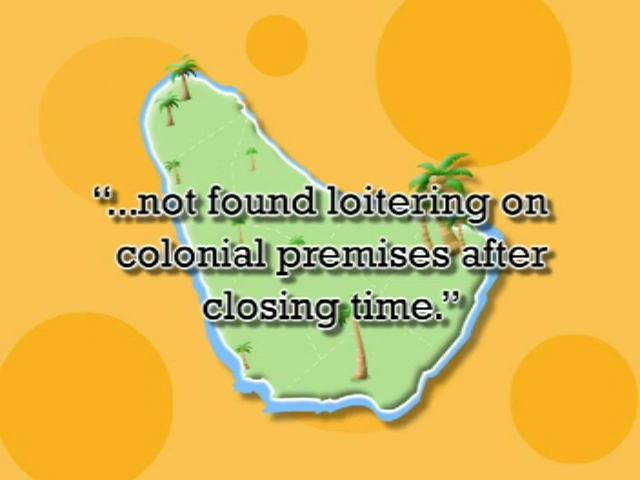 “...not found loitering on
colonial premises after
closing time.”